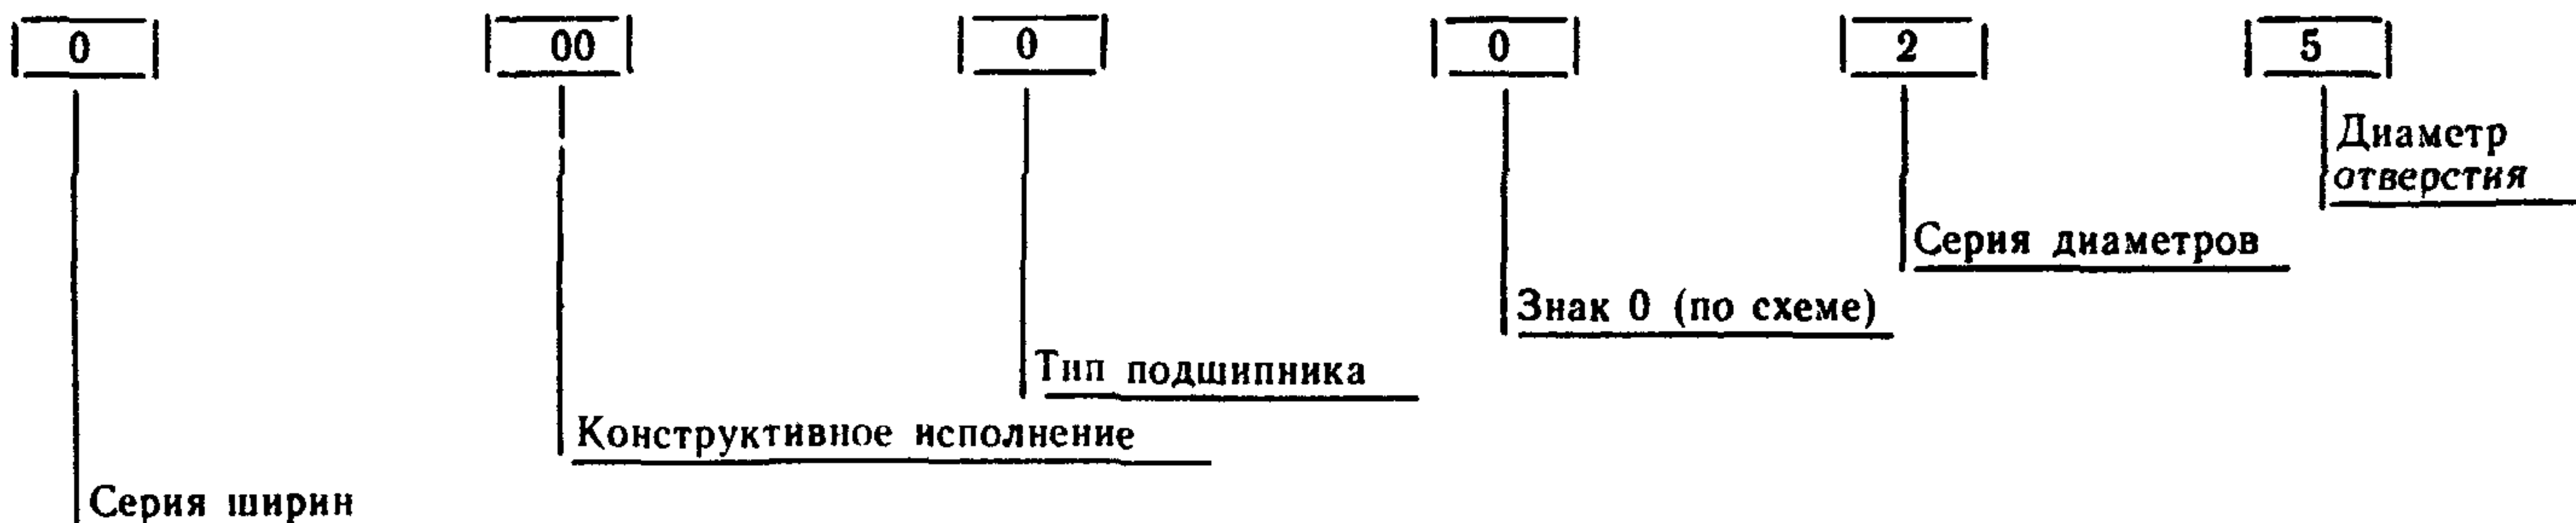 0 00 0 0 2 5
Диаметр
отверстия
Серия диаметров
Знак 0 (по схеме)
Тип подшипника
Конструктивное исполнение
Серия ширин